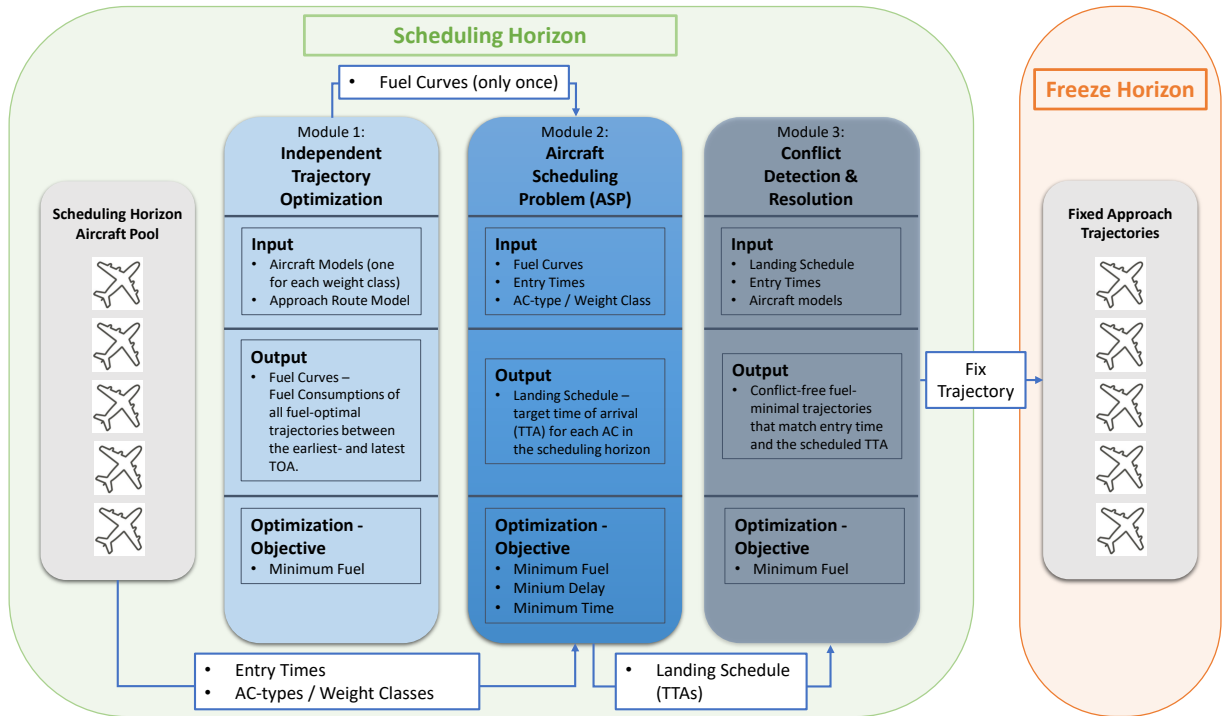 Scheduling Horizon
Freeze Horizon
• Fuel Curves (only once)
Scheduling Horizon
Aircraft Pool
Module 1:
Independent
Trajectory
Optimization
Input
• Aircraft Models (one
for each weight class)
• Approach Route Model
Output
• Fuel Curves –
Fuel Consumptions of
all fuel-optimal
trajectories between
the earliest- and latest
TOA.
Optimization -
Objective
• Minimum Fuel
Module 2:
Aircraft
Scheduling
Problem (ASP)
Input
• Fuel Curves
• Entry Times
• AC-type / Weight Class
Output
• Landing Schedule –
target time of arrival
(TTA) for each AC in
the scheduling horizon
Optimization -
Objective
• Minimum Fuel
• Minium Delay
• Minimum Time
Module 3:
Conflict
Detection &
Resolution
Input
• Landing Schedule
• Entry Times
• Aircraft models
Output
• Conflict-free fuel-
minimal trajectories
that match entry time
and the scheduled TTA
Optimization -
Objective
• Minimum Fuel
Fix
Trajectory
Fixed Approach
Trajectories
• Entry Times
• AC-types / Weight Classes
• Landing Schedule
(TTAs)